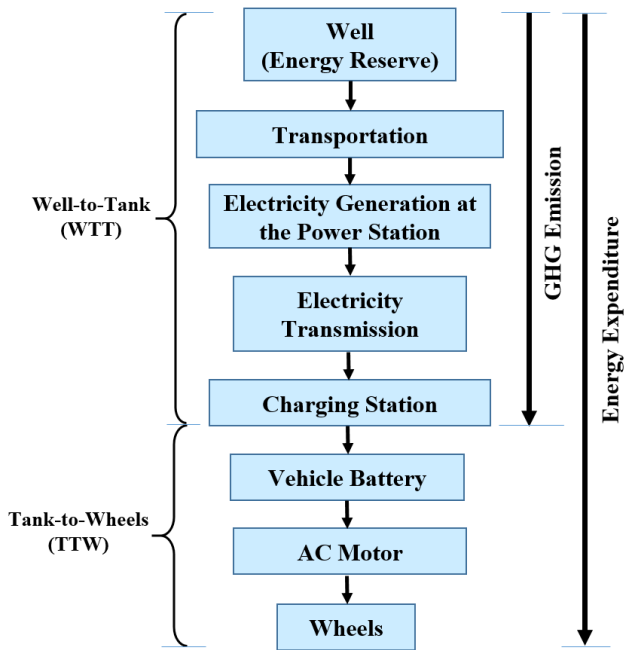 Well
(Energy Reserve)
Transportation
Electricity Generation at
the Power Station
Electricity
Transmission
Charging Station
Vehicle Battery
AC Motor
Wheels
Well-to-Tank
(WTT)
Tank-to-Wheels
(TTW)
GHG Emission
Energy Expenditure